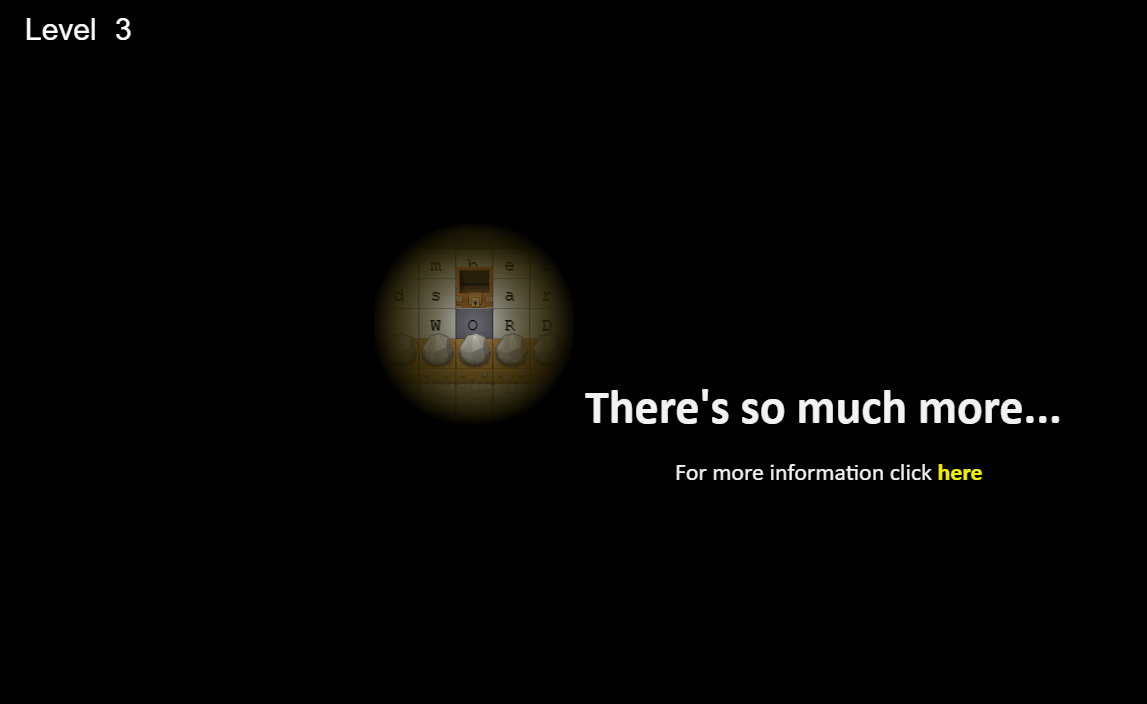 Level 3
m b e
d s a r
W O R D
There's so much more...
For more information click here